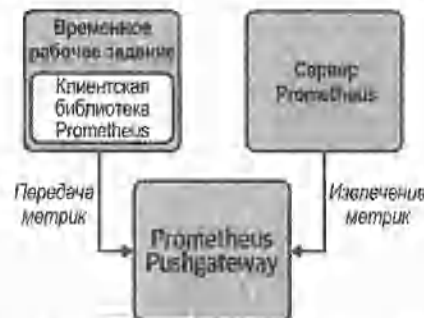 Временное
рабочее задание
Клиентская
библиотека
Prometheus
Сервер
Prometheus
Передача
метрик
Извлечение
метрик
Prometheus
Pushgateway